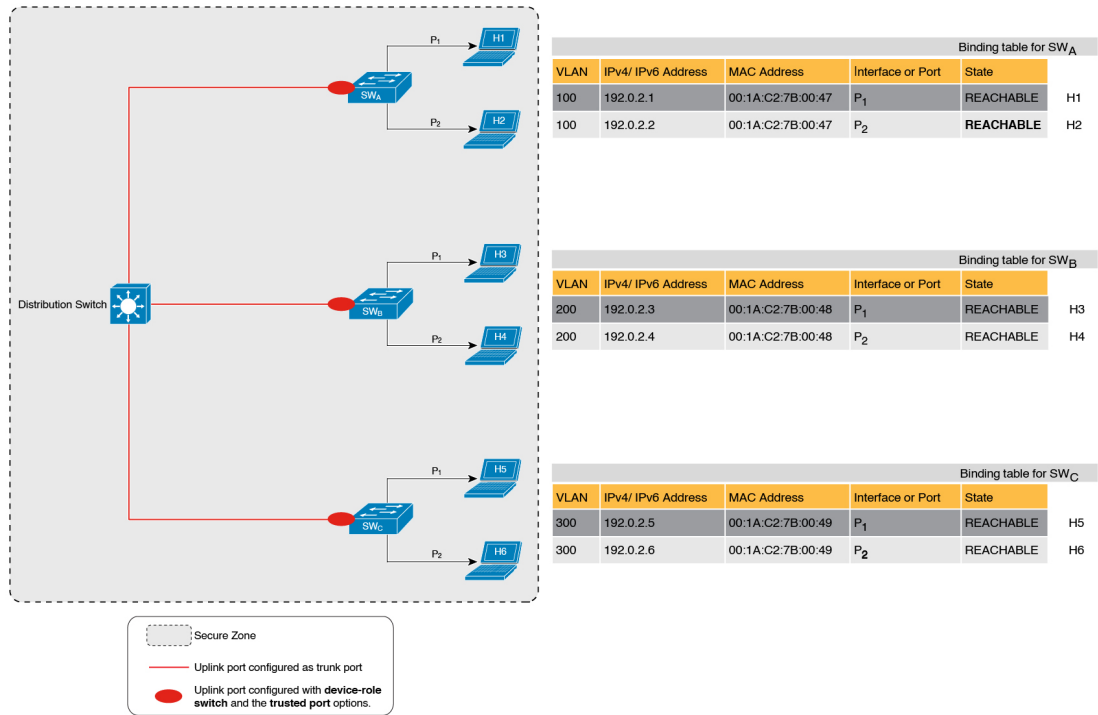 P1
H1
SWA
P2
H2
Binding table for SWA
VLAN IPv4/ IPv6 Address MAC Address Interface or Port State
100 192.0.2.1 00:1A:C2:7B:00:47 P1 REACHABLE H1
100 192.0.2.2 00:1A:C2:7B:00:47 P2 REACHABLE H2
Distribution Switch
P1
H3
SWB
P2
H4
Binding table for SWB
VLAN IPv4/ IPv6 Address MAC Address Interface or Port State
200 192.0.2.3 00:1A:C2:7B:00:48 P1 REACHABLE H3
200 192.0.2.4 00:1A:C2:7B:00:48 P2 REACHABLE H4
P1
H5
SWC
P2
H6
Binding table for SWC
VLAN IPv4/ IPv6 Address MAC Address Interface or Port State
300 192.0.2.5 00:1A:C2:7B:00:49 P1 REACHABLE H5
300 192.0.2.6 00:1A:C2:7B:00:49 P2 REACHABLE H6
Secure Zone
Uplink port configured as trunk port
Uplink port configured with device-role
switch and the trusted port options.